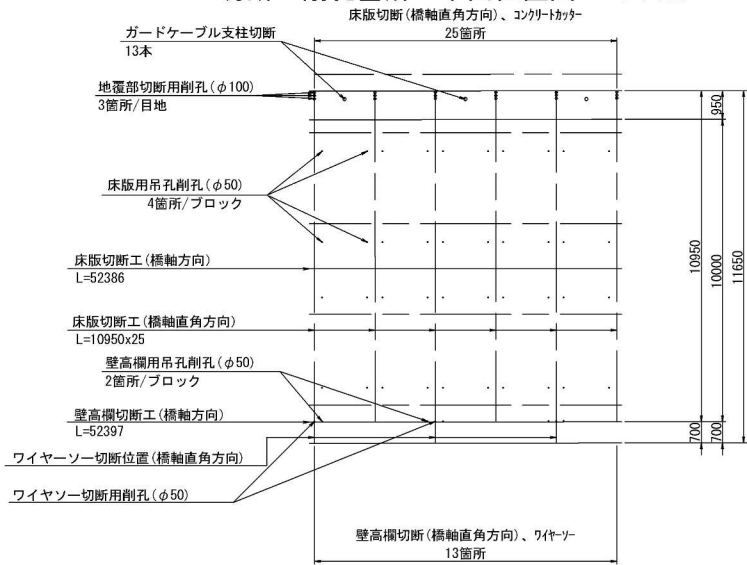 床版切断(橋軸直角方向)、ｺﾝｸﾘｰﾄｶｯﾀｰ
25箇所
ガードケーブル支柱切断
13本
地覆部切断用削孔(φ100)
3箇所/目地
床版用吊孔削孔(φ50)
4箇所/ブロック
床版切断工(橋軸方向)
L=52386
床版切断工(橋軸直角方向)
L=10950x25
壁高欄用吊孔削孔(φ50)
2箇所/ブロック
壁高欄切断工(橋軸方向)
L=52397
ワイヤーソー切断位置(橋軸直角方向)
ワイヤソー切断用削孔(φ50)
950
10950
10000
11650
700
700
壁高欄切断(橋軸直角方向)、ﾜｲﾔｰｿｰ
13箇所